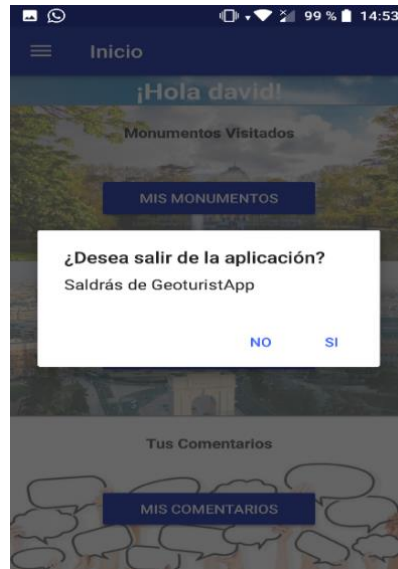 99 % 14:53
Inicio
¡Hola david!
Monumentos Visitados
MIS MONUMENTOS
¿Desea salir de la aplicación?
Saldrás de GeoturistApp
NO SI
Tus Comentarios
MIS COMENTARIOS